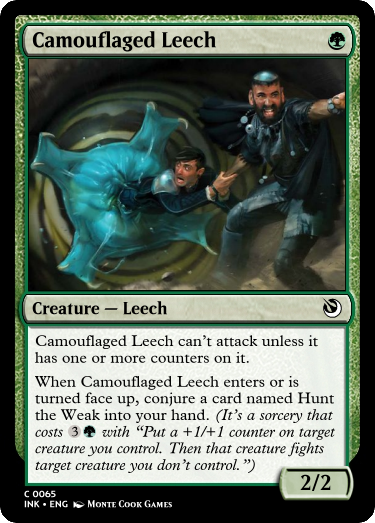 Camouflaged Leech
Creature — Leech
Camouflaged Leech can't attack unless it
has one or more counters on it.
When Camouflaged Leech enters or is
turned face up, conjure a card named Hunt
the Weak into your hand. (It's a sorcery that
costs 3 with “Put a +1/+1 counter on target
creature you control. Then that creature fights
target creature you don't control.”)
2/2
C 0065
INK • ENG Monte Cook Games